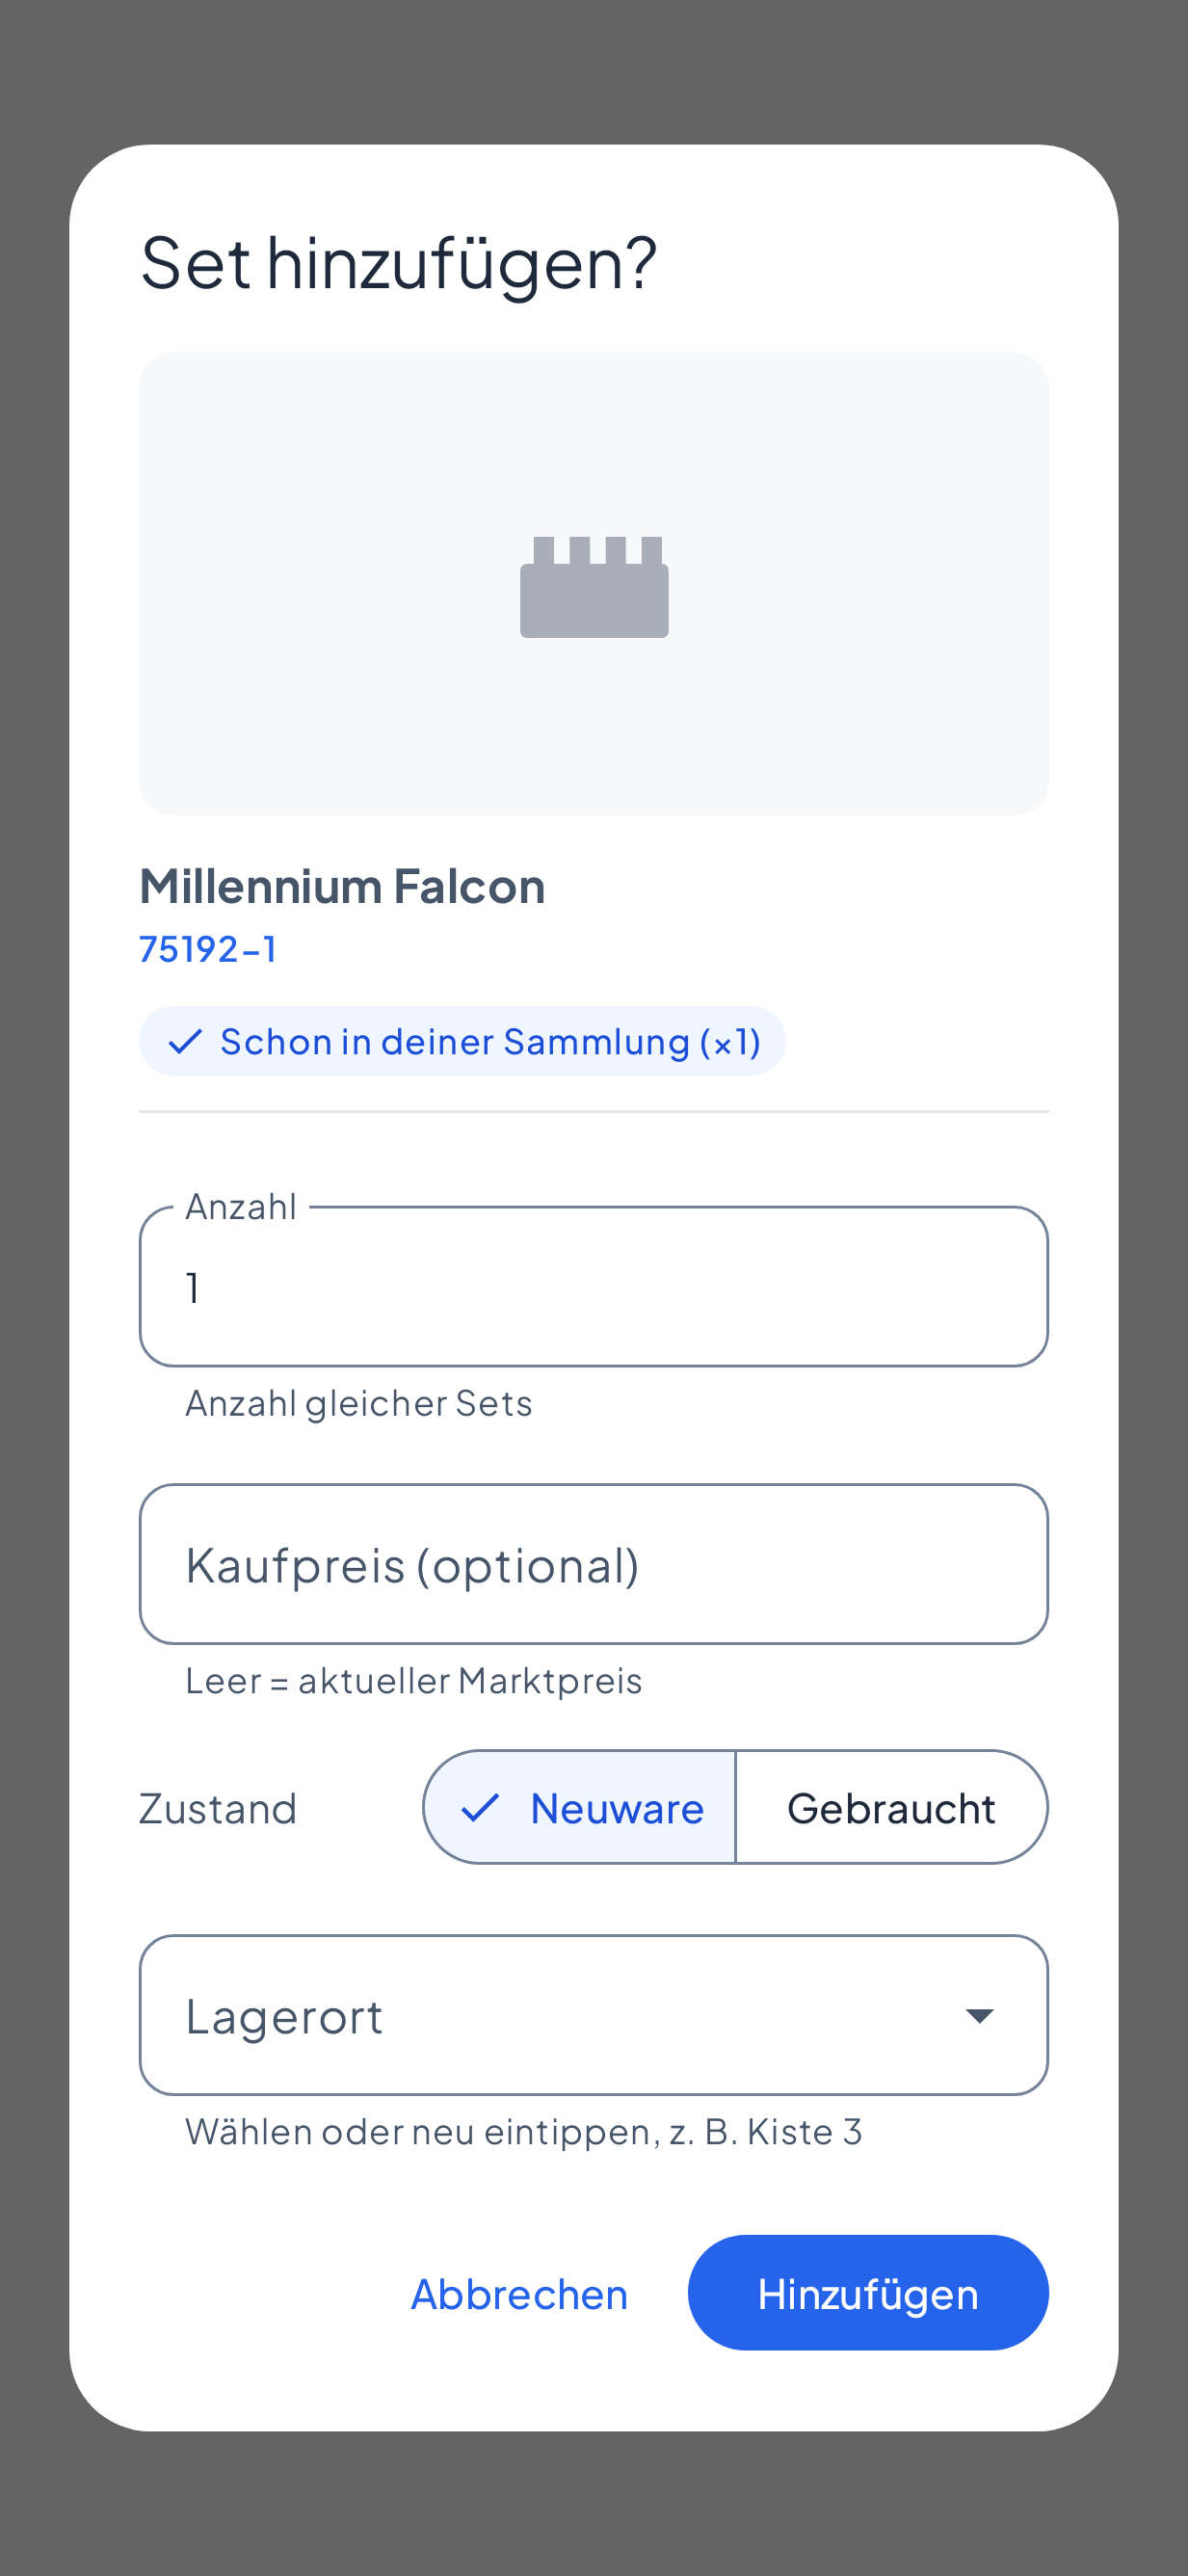 Set hinzufügen?
Millennium Falcon
75192-1
Schon in deiner Sammlung (×1)
Anzahl
1
Anzahl gleicher Sets
Kaufpreis (optional)
Leer = aktueller Marktpreis
Zustand
Neuware
Gebraucht
Lagerort
Wählen oder neu eintippen, z. B. Kiste 3
Abbrechen
Hinzufügen